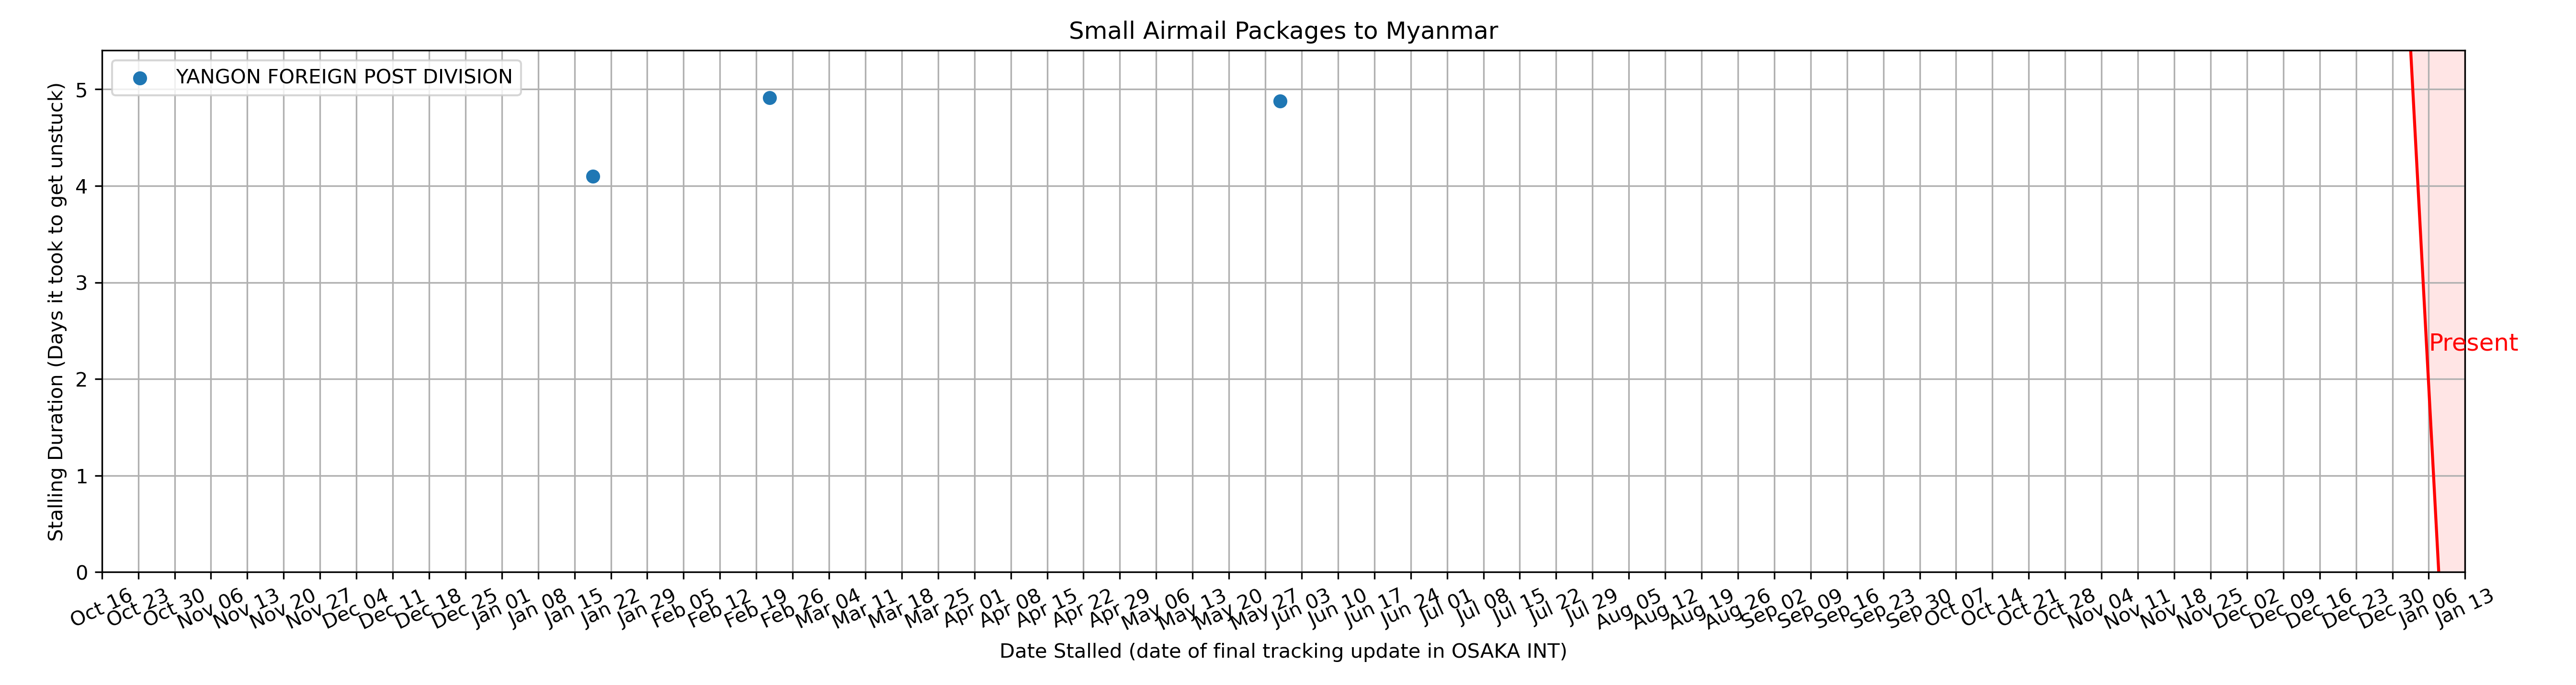 Small Airmail Packages to Myanmar
YANGON FOREIGN POST DIVISION
Stalling Duration (Days it took to get unstuck)
5
4
3
2
1
0
Present
Oct 16 Oct 23 Oct 30 Nov 06 Nov 13 Nov 20 Nov 27 Dec 04 Dec 11 Dec 18 Dec 25 Jan 01 Jan 08 Jan 15 Jan 22 Jan 29 Feb 05 Feb 12 Feb 19 Feb 26 Mar 04 Mar 11 Mar 18 Mar 25 Apr 01 Apr 08 Apr 15 Apr 22 Apr 29 May 06 May 13 May 20 May 27 Jun 03 Jun 10 Jun 17 Jun 24 Jul 01 Jul 08 Jul 15 Jul 22 Jul 29 Aug 05 Aug 12 Aug 19 Aug 26 Sep 02 Sep 09 Sep 16 Sep 23 Sep 30 Oct 07 Oct 14 Oct 21 Oct 28 Nov 04 Nov 11 Nov 18 Nov 25 Dec 02 Dec 09 Dec 16 Dec 23 Dec 30 Jan 06 Jan 13
Date Stalled (date of final tracking update in OSAKA INT)